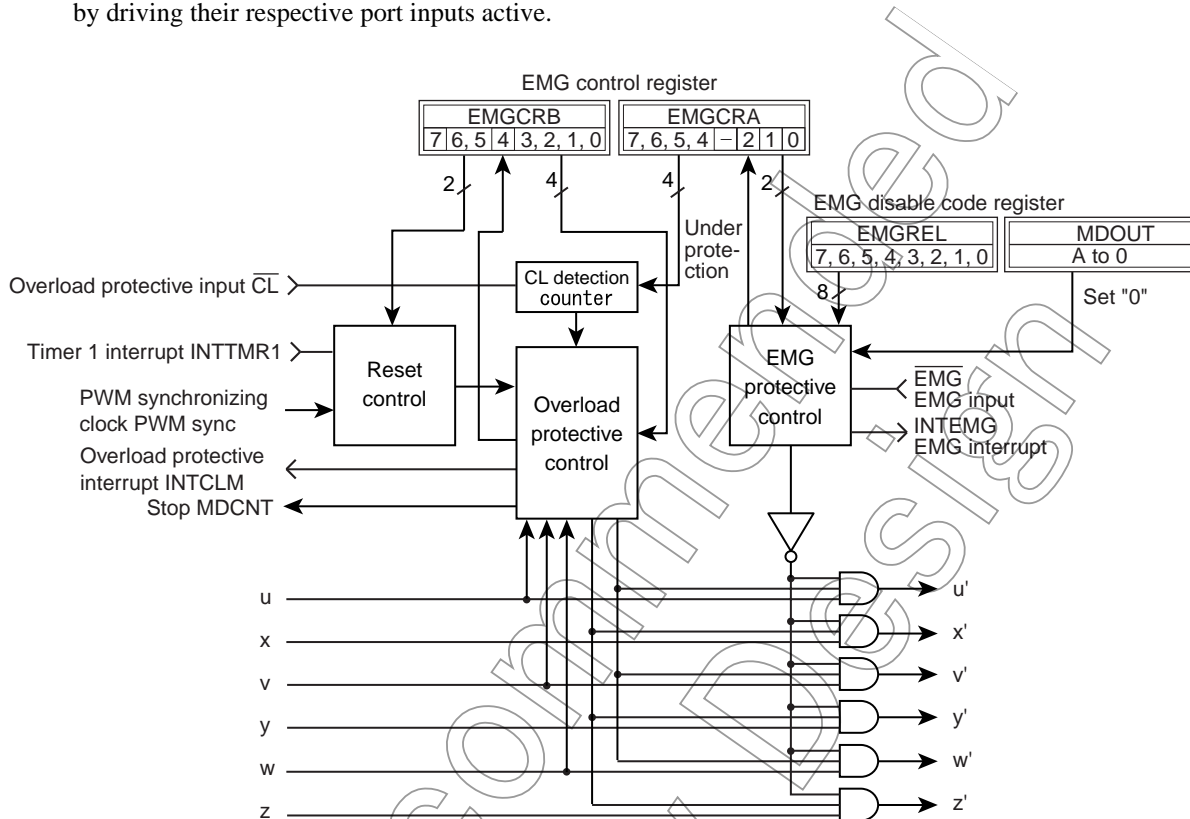 by driving their respective port inputs active.
EMG control register
EMGCRB
7 6, 5 4 3, 2, 1, 0
EMGCRA
7, 6, 5, 4 – 2 1 0
2
4
4
2
Under
prote-
ction
EMG disable code register
EMGREL
7, 6, 5, 4, 3, 2, 1, 0
MDOUT
A to 0
8
Set "0"
Overload protective input C̅L̅
CL detection
counter
Timer 1 interrupt INTTMR1
Reset
control
PWM synchronizing
clock PWM sync
Overload
protective
control
EMG
protective
control
E̅M̅G̅
EMG input
INTEMG
EMG interrupt
Overload protective
interrupt INTCLM
Stop MDCNT
u
u'
x
x'
v
v'
y
y'
w
w'
z
z'